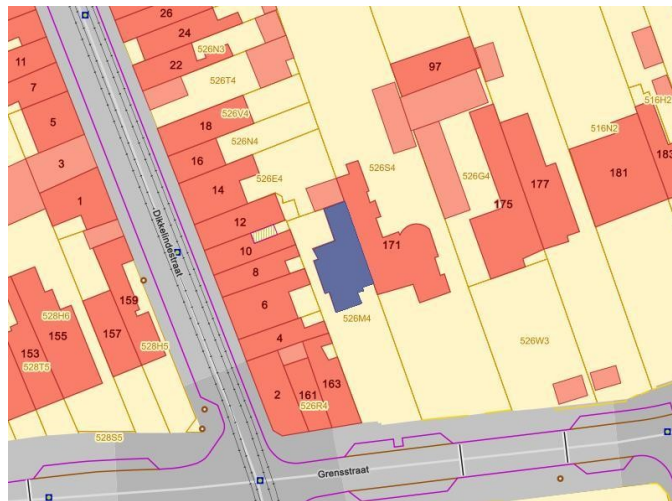 26
24
526N3
11
22
97
7
526T4
516H2
526V4
5
18
516N2
526N4
3
16
183
526S4
181
14
526E4
526G4
177
1
175
12
10
171
Dikkelindestraat
8
159
6
528H6
526M4
155
157
4
526W3
153
528H5
528T5
163
2
161
526R4
528S5
Grensstraat